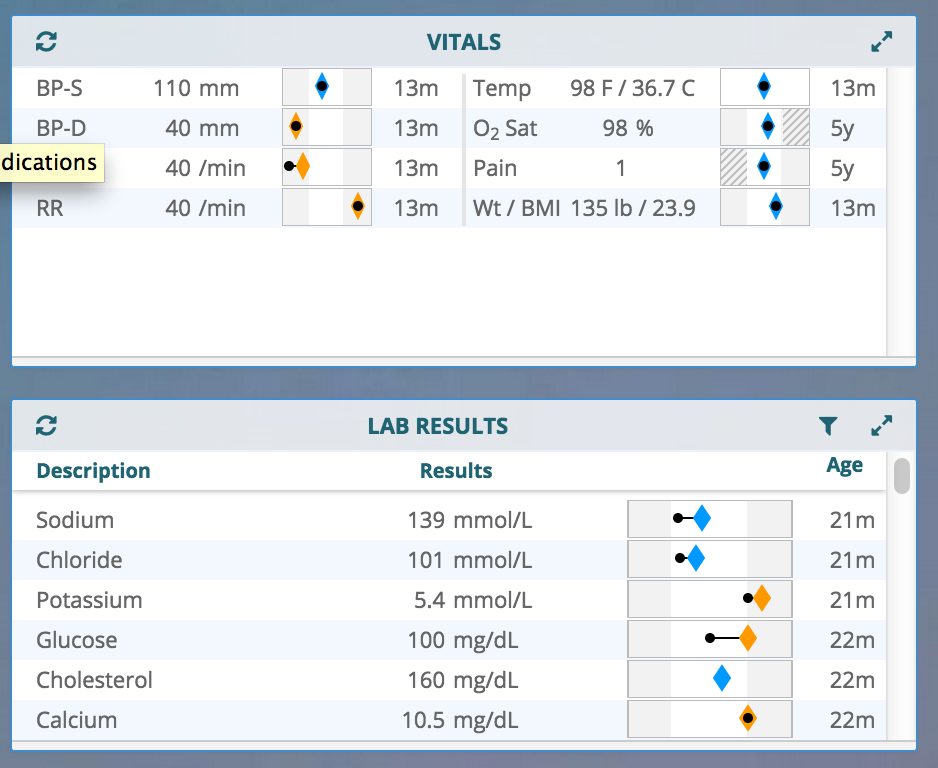 VITALS
BP-S 110 mm 13m Temp 98 F / 36.7 C 13m
BP-D 40 mm 13m O₂ Sat 98 % 5y
dications 40 /min 13m Pain 1 5y
RR 40 /min 13m Wt / BMI 135 lb / 23.9 13m
LAB RESULTS
Description Results Age
Sodium 139 mmol/L 21m
Chloride 101 mmol/L 21m
Potassium 5.4 mmol/L 21m
Glucose 100 mg/dL 22m
Cholesterol 160 mg/dL 22m
Calcium 10.5 mg/dL 22m